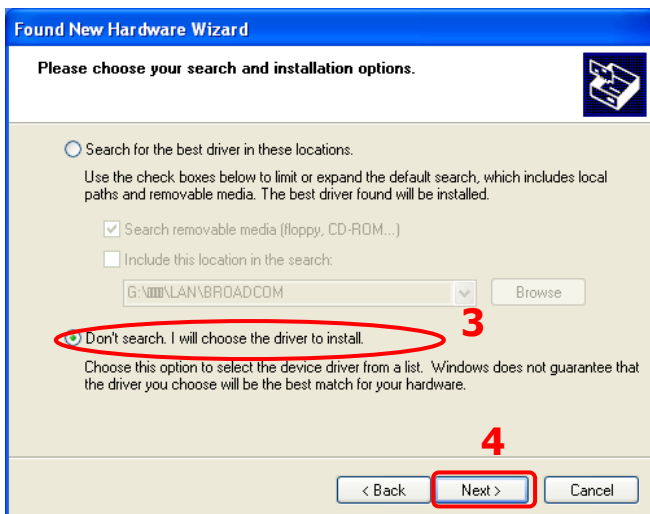 Found New Hardware Wizard
Please choose your search and installation options.
Search for the best driver in these locations.
Use the check boxes below to limit or expand the default search, which includes local
paths and removable media. The best driver found will be installed.
Search removable media (floppy, CD-ROM...)
Include this location in the search:
\LAN\BROADCOM
Browse
3
Don't search. I will choose the driver to install.
Choose this option to select the device driver from a list. Windows does not guarantee that
the driver you choose will be the best match for your hardware.
4
< Back
Next >
Cancel